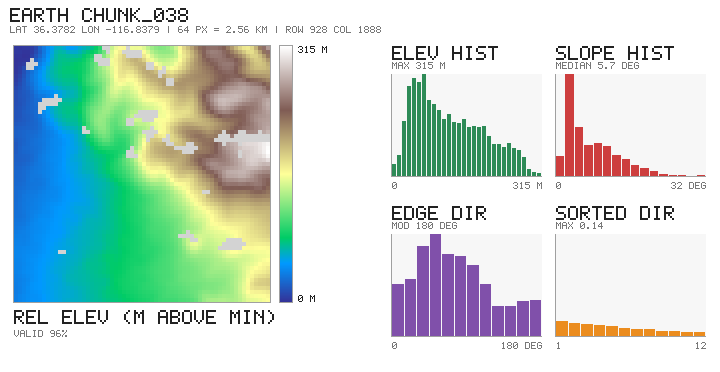 EARTH CHUNK_038
LAT 36.3782 LON -116.8379 | 64 PX = 2.56 KM | ROW 928 COL 1888
315 M
0 M
REL ELEV (M ABOVE MIN)
VALID 96%
ELEV HIST
MAX 315 M
0 315 M
SLOPE HIST
MEDIAN 5.7 DEG
0 32 DEG
EDGE DIR
MOD 180 DEG
0 180 DEG
SORTED DIR
MAX 0.14
1 12